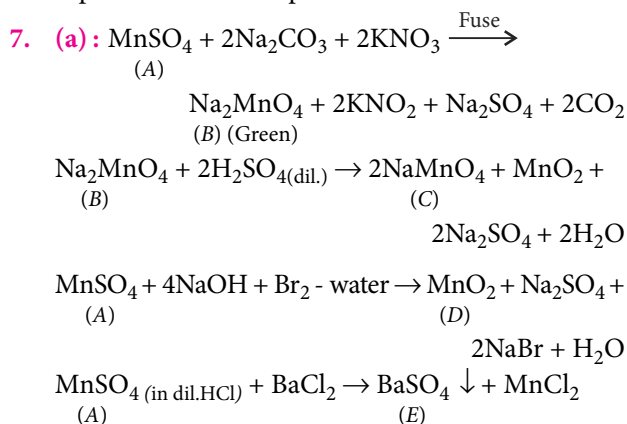 7. (a) : MnSO₄ + 2Na₂CO₃ + 2KNO₃ —Fuse→
(A)
Na₂MnO₄ + 2KNO₂ + Na₂SO₄ + 2CO₂
(B) (Green)
Na₂MnO₄ + 2H₂SO₄(dil.) → 2NaMnO₄ + MnO₂ +
(B) (C)
2Na₂SO₄ + 2H₂O
MnSO₄ + 4NaOH + Br₂ - water → MnO₂ + Na₂SO₄ +
(A) (D)
2NaBr + H₂O
MnSO₄ (in dil.HCl) + BaCl₂ → BaSO₄ ↓ + MnCl₂
(A) (E)